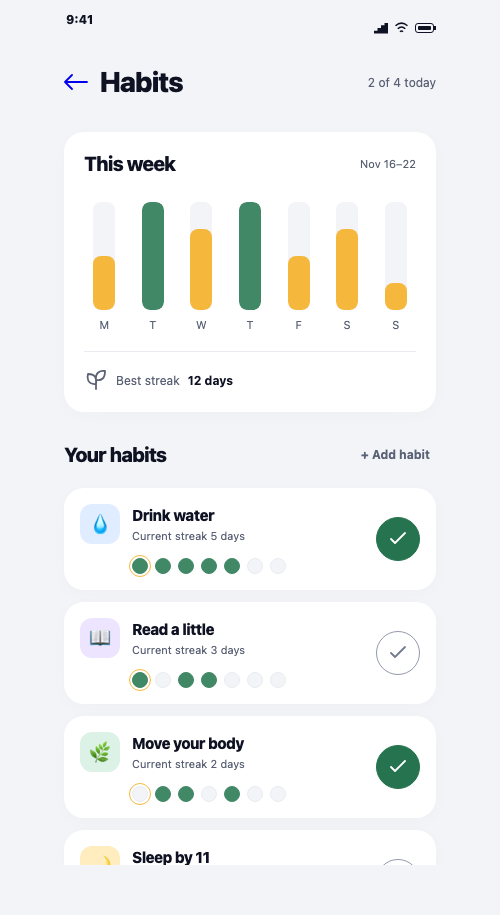 9:41
Habits
2 of 4 today
This week
Nov 16–22
M T W T F S S
Best streak 12 days
Your habits
+ Add habit
Drink water
Current streak 5 days
Read a little
Current streak 3 days
Move your body
Current streak 2 days
Sleep by 11